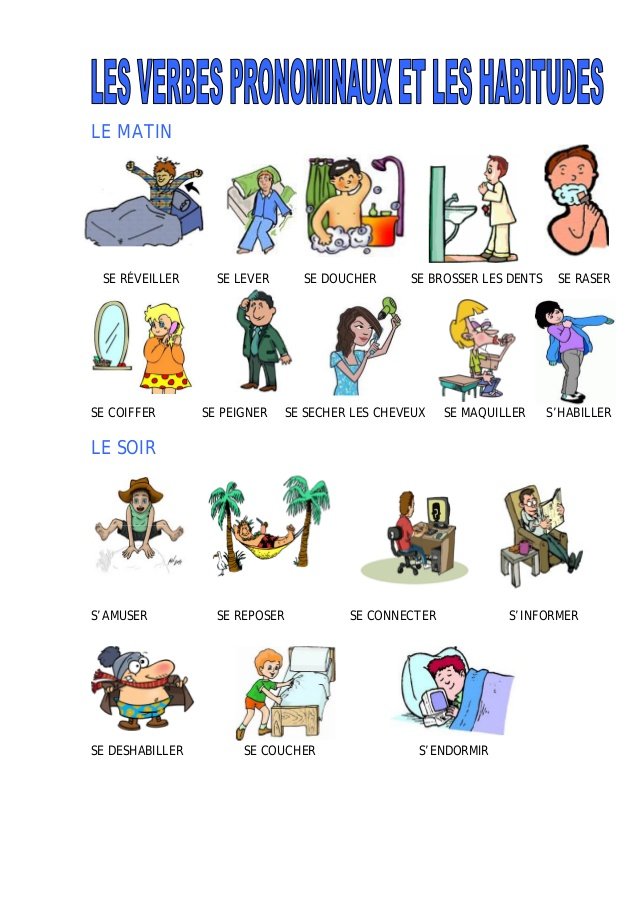 LES VERBES PRONOMINAUX ET LES HABITUDES
LE MATIN
SE RÉVEILLER SE LEVER SE DOUCHER SE BROSSER LES DENTS SE RASER
SE COIFFER SE PEIGNER SE SECHER LES CHEVEUX SE MAQUILLER S'HABILLER
LE SOIR
S'AMUSER SE REPOSER SE CONNECTER S'INFORMER
SE DESHABILLER SE COUCHER S'ENDORMIR